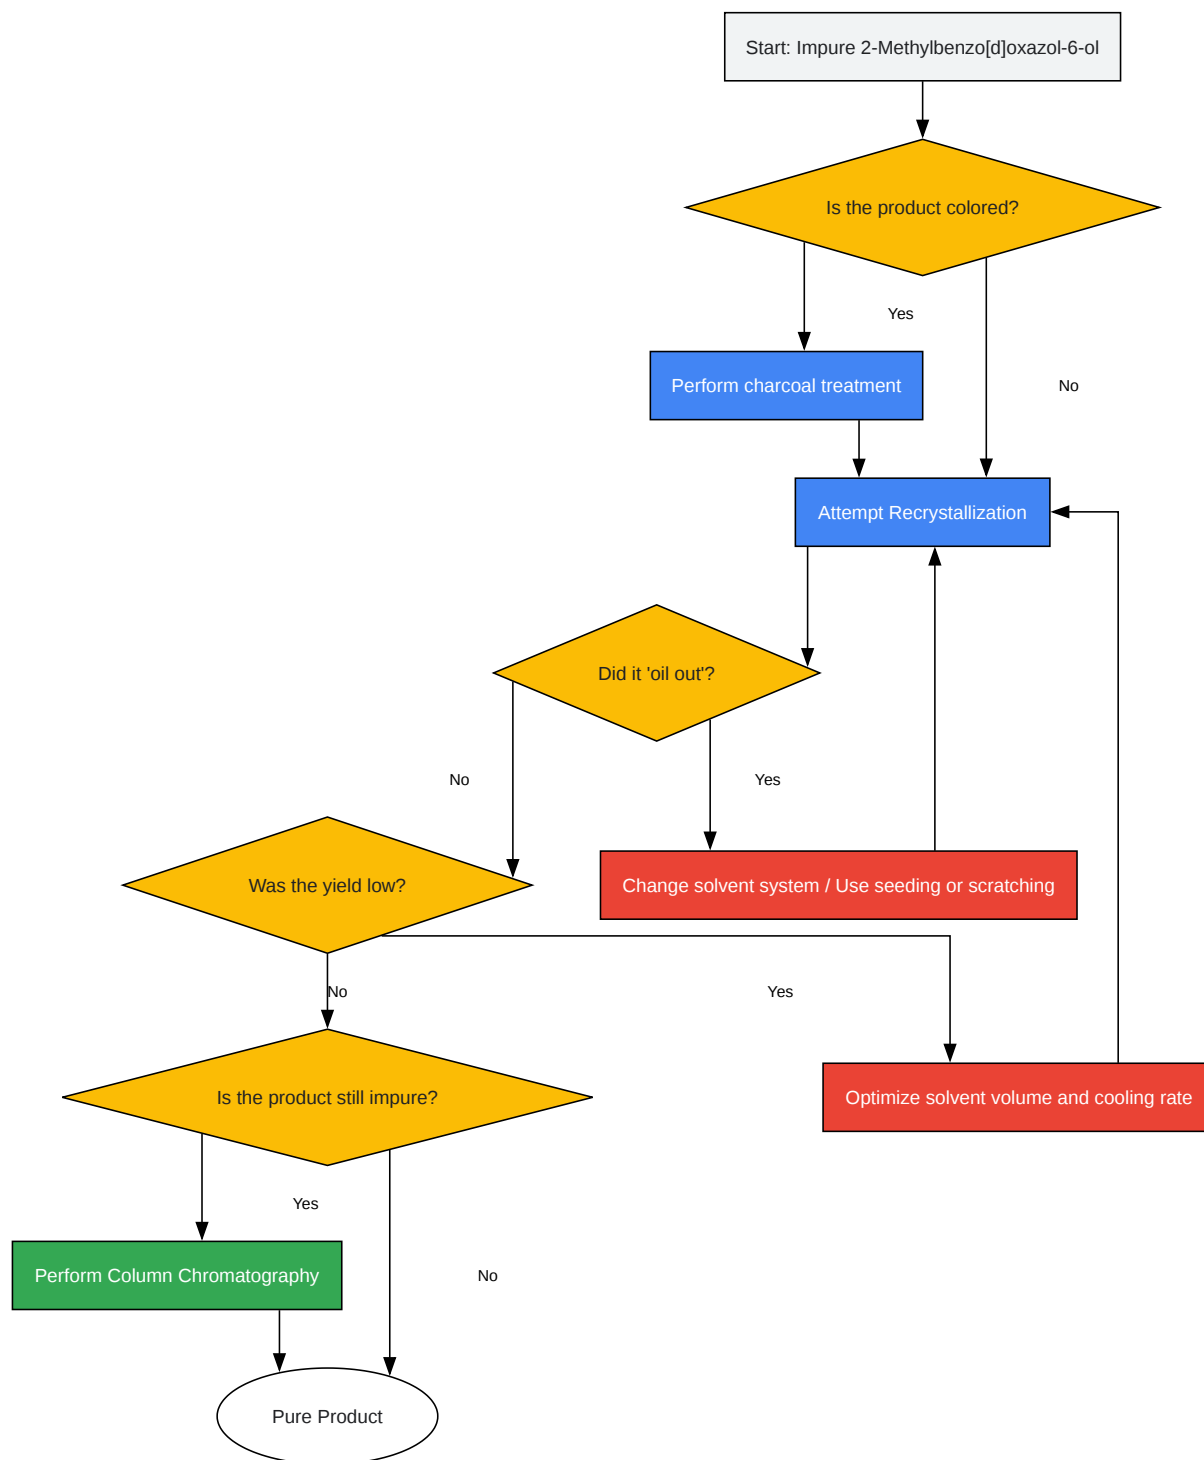 Start: Impure 2-Methylbenzo[d]oxazol-6-ol
Is the product colored?
Yes
Perform charcoal treatment
No
Attempt Recrystallization
Did it 'oil out'?
No
Yes
Was the yield low?
Change solvent system / Use seeding or scratching
No
Yes
Is the product still impure?
Optimize solvent volume and cooling rate
Yes
Perform Column Chromatography
No
Pure Product